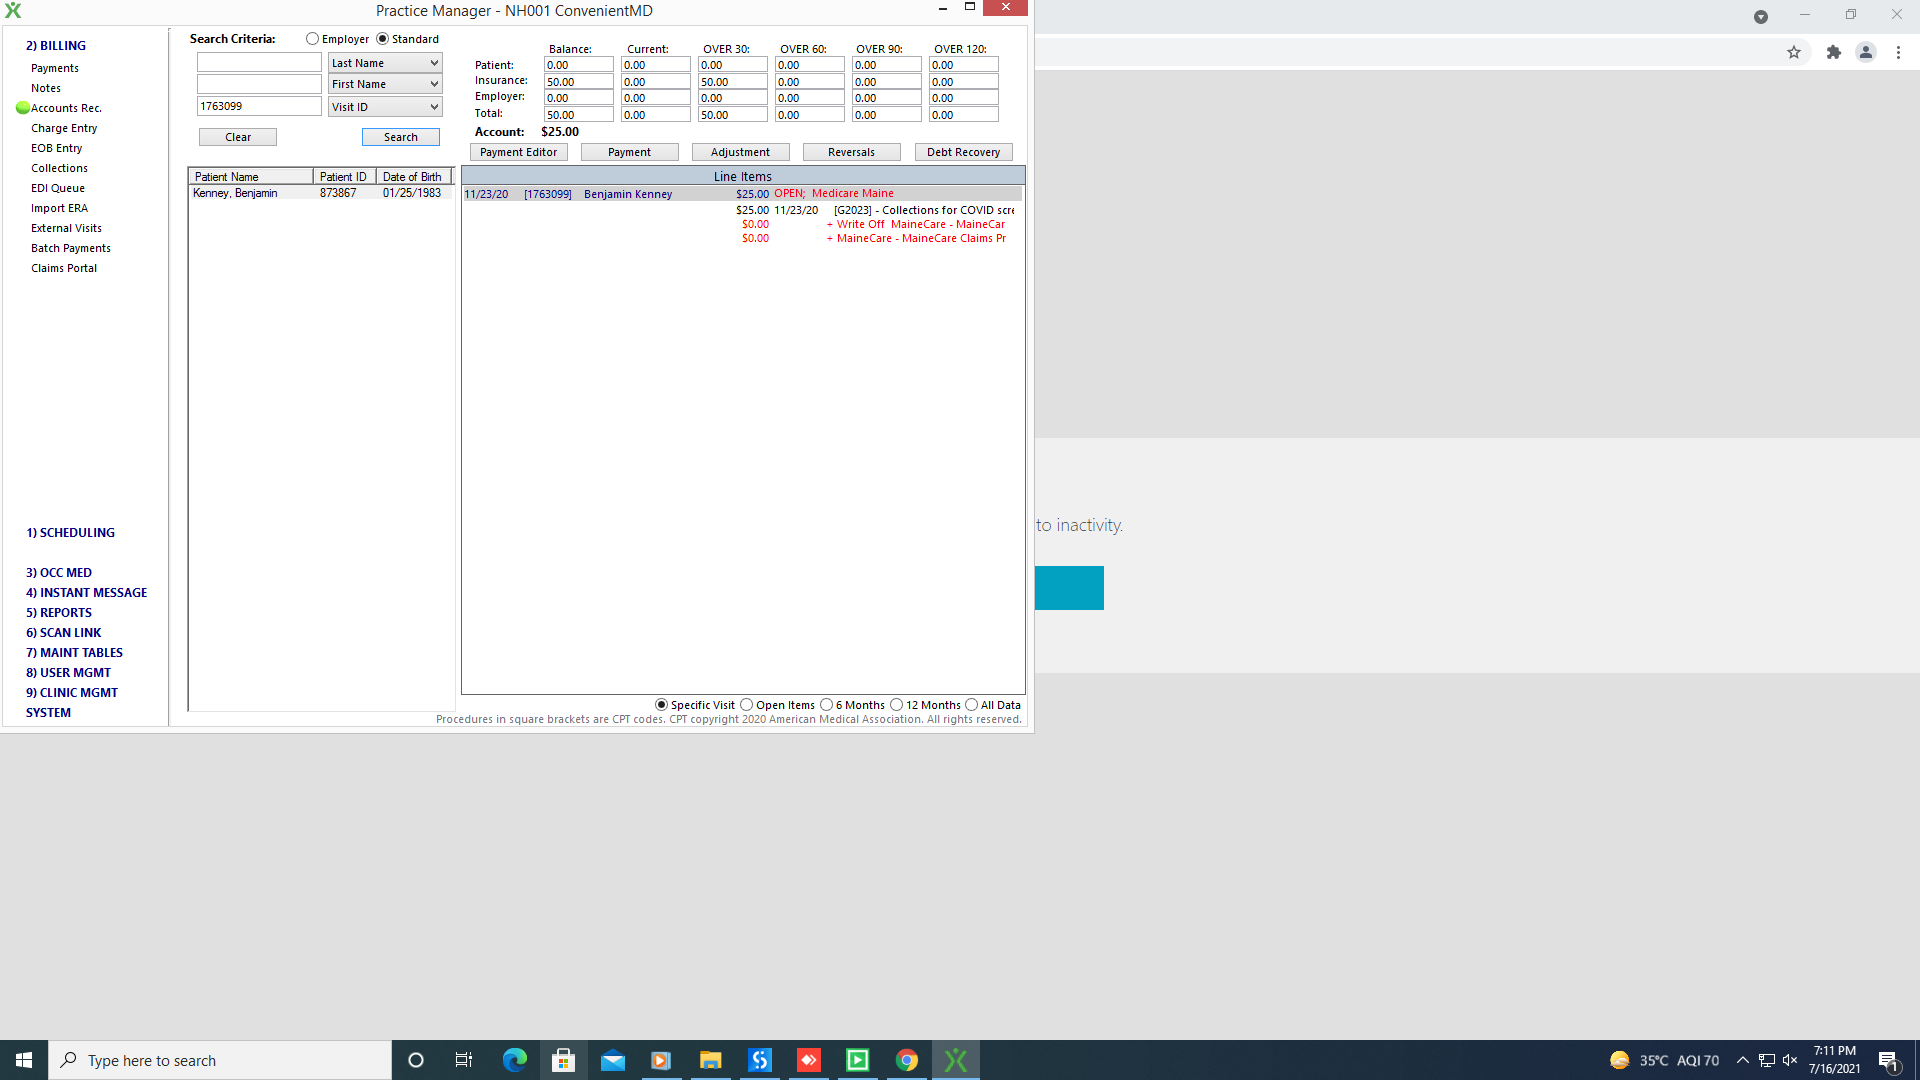 Practice Manager - NH001 ConvenientMD
2) BILLING
Payments
Notes
Accounts Rec.
Charge Entry
EOB Entry
Collections
EDI Queue
Import ERA
External Visits
Batch Payments
Claims Portal
1) SCHEDULING
3) OCC MED
4) INSTANT MESSAGE
5) REPORTS
6) SCAN LINK
7) MAINT TABLES
8) USER MGMT
9) CLINIC MGMT
SYSTEM
Search Criteria: Employer Standard
Last Name
First Name
1763099 Visit ID
Clear Search
Balance: Current: OVER 30: OVER 60: OVER 90: OVER 120:
Patient: 0.00 0.00 0.00 0.00 0.00 0.00
Insurance: 50.00 0.00 50.00 0.00 0.00 0.00
Employer: 0.00 0.00 0.00 0.00 0.00 0.00
Total: 50.00 0.00 50.00 0.00 0.00 0.00
Account: $25.00
Payment Editor Payment Adjustment Reversals Debt Recovery
Patient Name Patient ID Date of Birth
Kenney, Benjamin 873867 01/25/1983
Line Items
11/23/20 [1763099] Benjamin Kenney $25.00 OPEN; Medicare Maine
$25.00 11/23/20 [G2023] - Collections for COVID scre
$0.00 + Write Off MaineCare - MaineCar
$0.00 + MaineCare - MaineCare Claims Pr
Specific Visit Open Items 6 Months 12 Months All Data
Procedures in square brackets are CPT codes. CPT copyright 2020 American Medical Association. All rights reserved.
to inactivity.
Type here to search
35°C AQI 70
7:11 PM
7/16/2021
1